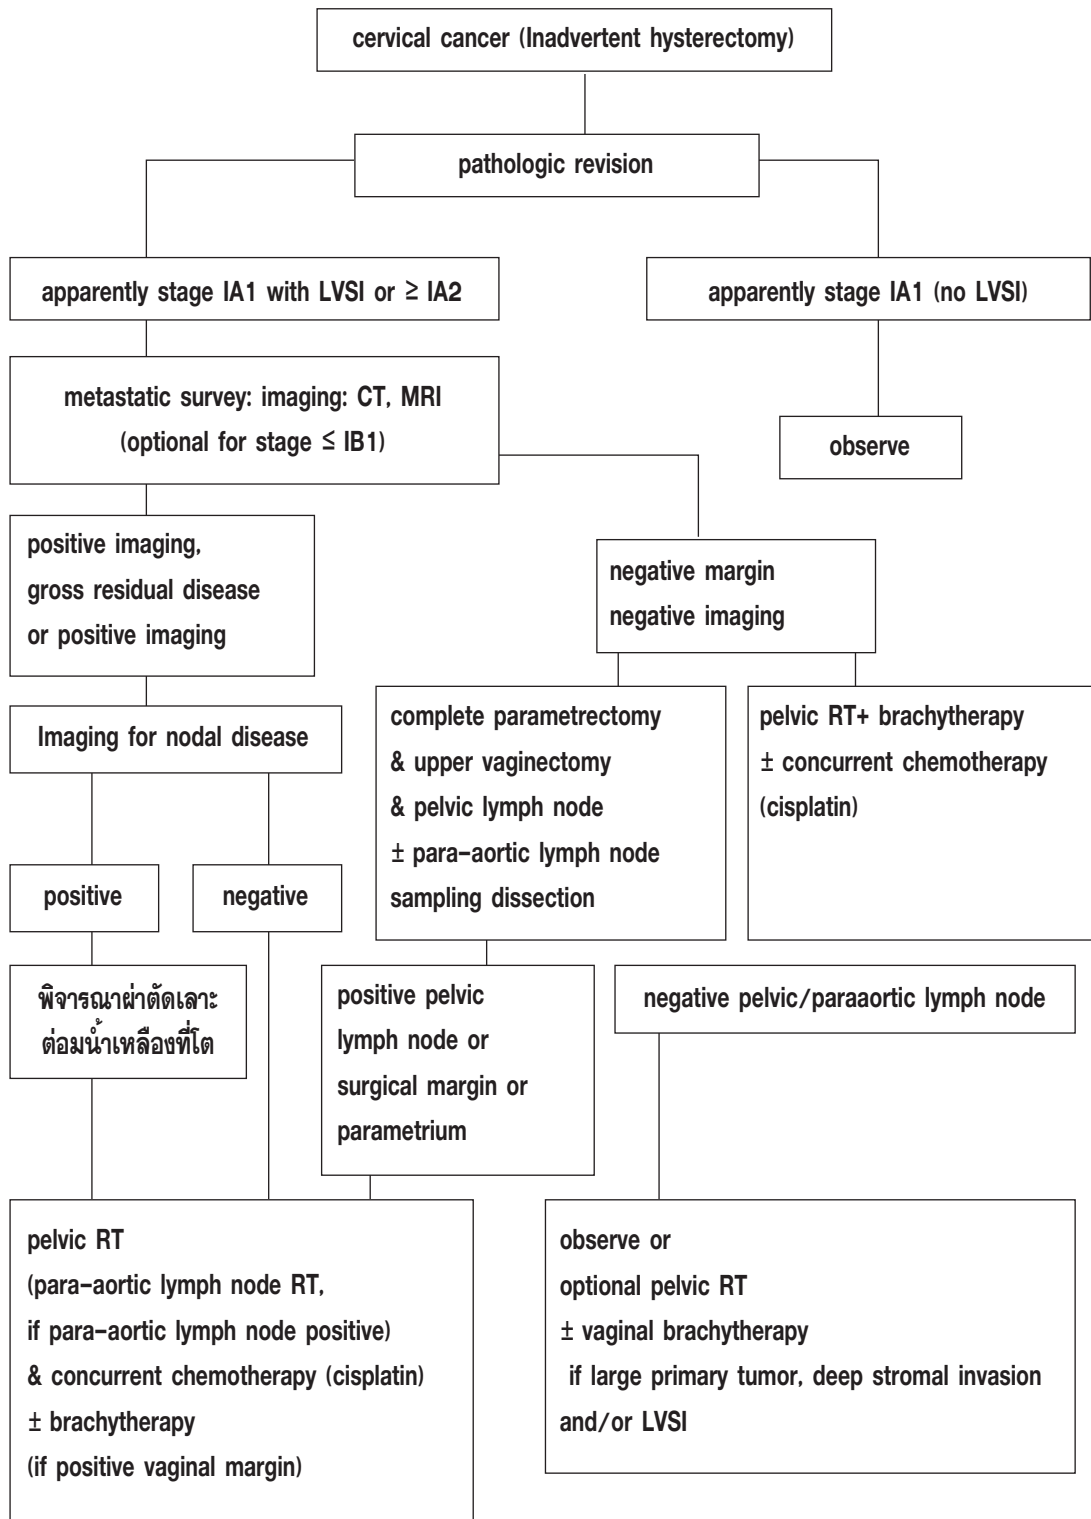 cervical cancer (Inadvertent hysterectomy)
pathologic revision
apparently stage IA1 with LVSI or ≥ IA2
apparently stage IA1 (no LVSI)
metastatic survey: imaging: CT, MRI
(optional for stage ≤ IB1)
observe
positive imaging,
gross residual disease
or positive imaging
negative margin
negative imaging
Imaging for nodal disease
complete parametrectomy
& upper vaginectomy
& pelvic lymph node
± para-aortic lymph node
sampling dissection
pelvic RT+ brachytherapy
± concurrent chemotherapy
(cisplatin)
positive
negative
พิจารณาผ่าตัดเลาะ
ต่อมน้ำเหลืองที่โต
positive pelvic
lymph node or
surgical margin or
parametrium
negative pelvic/paraaortic lymph node
pelvic RT
(para-aortic lymph node RT,
if para-aortic lymph node positive)
& concurrent chemotherapy (cisplatin)
± brachytherapy
(if positive vaginal margin)
observe or
optional pelvic RT
± vaginal brachytherapy
if large primary tumor, deep stromal invasion
and/or LVSI